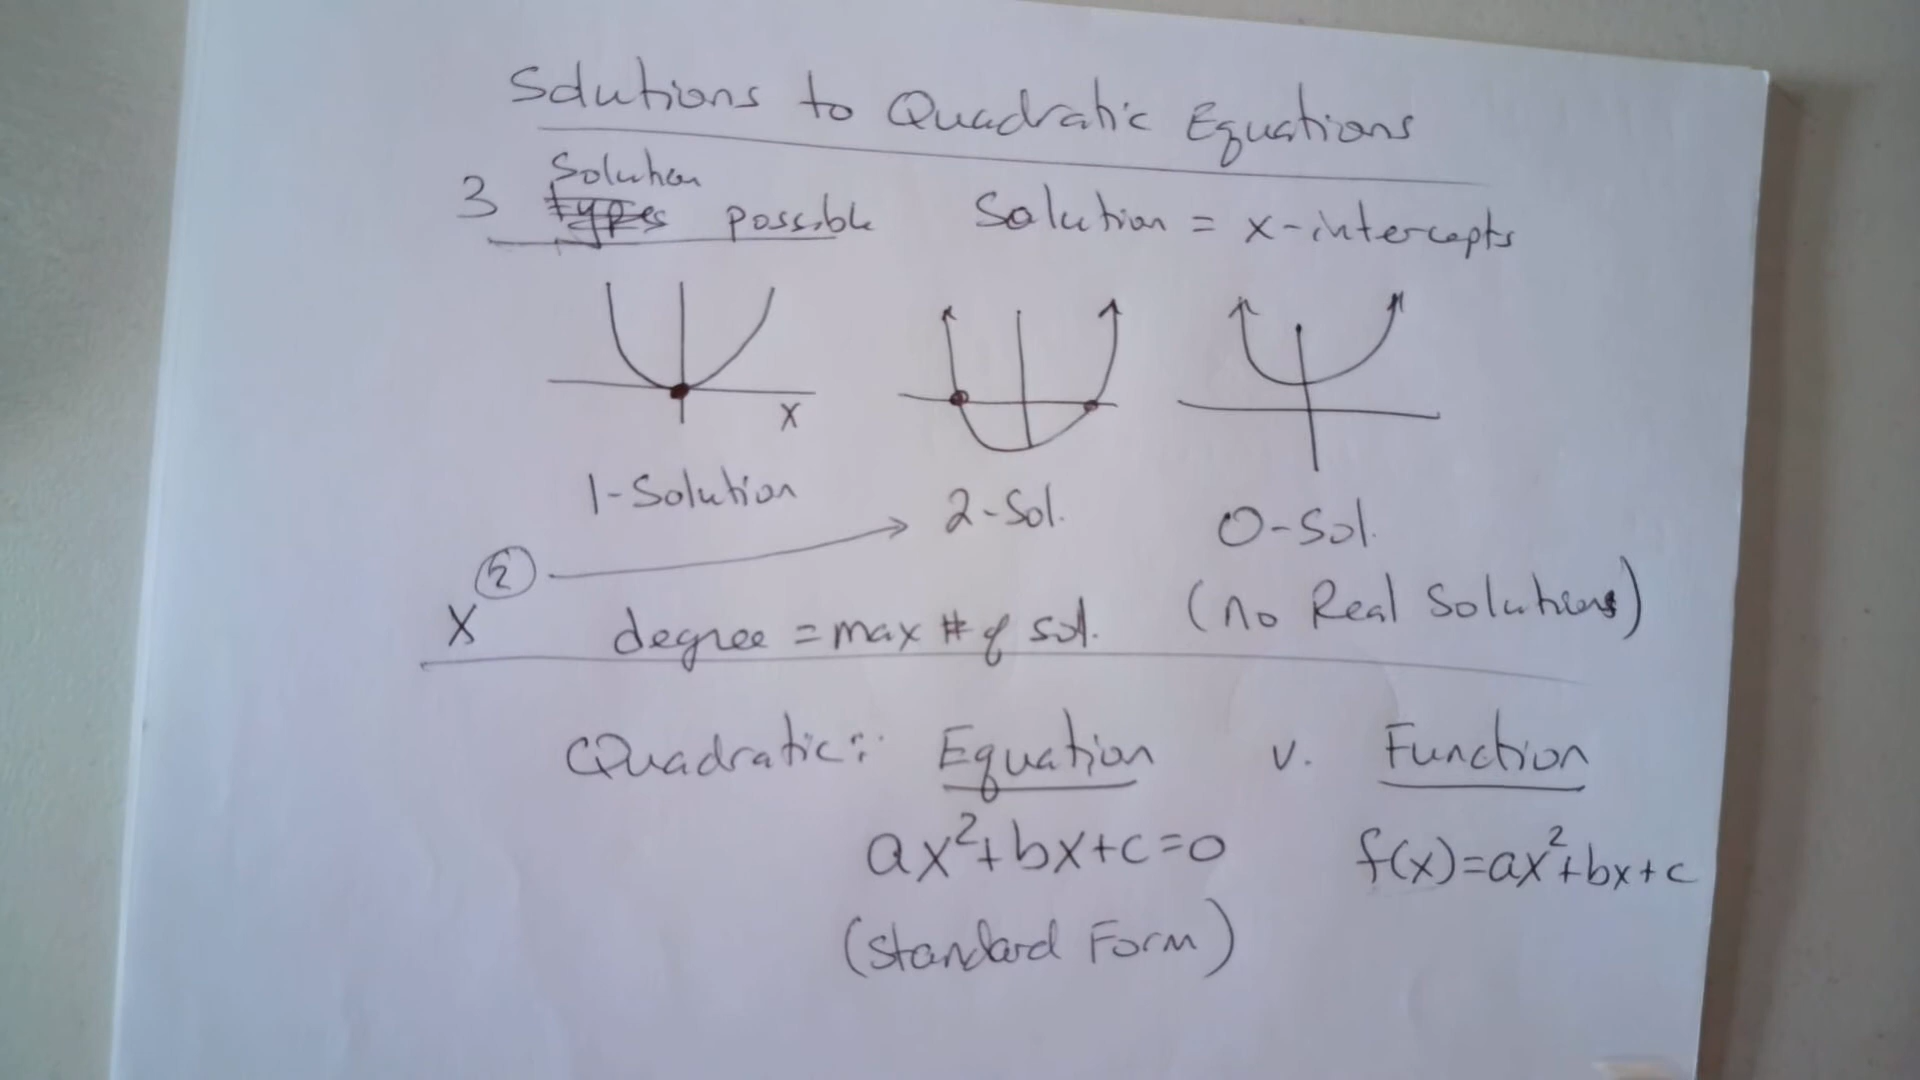 Solutions to Quadratic Equations
Solution
3 types possible
Solution = x-intercepts
x
1-Solution
2-Sol.
0-Sol.
(no Real Solutions)
x²
degree = max # of sol.
Quadratic: Equation v. Function
ax²+bx+c=0
f(x)=ax²+bx+c
(Standard Form)